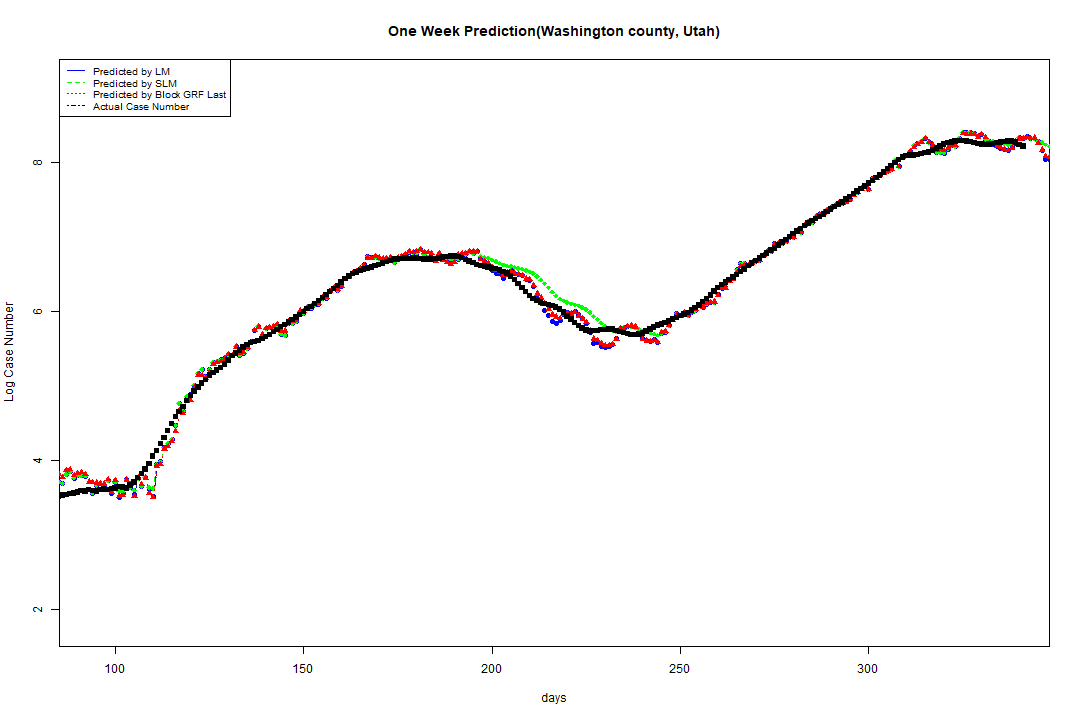 One Week Prediction(Washington county, Utah)
Predicted by LM
Predicted by SLM
Predicted by Block GRF Last
Actual Case Number
Log Case Number
8
6
4
2
100 150 200 250 300
days